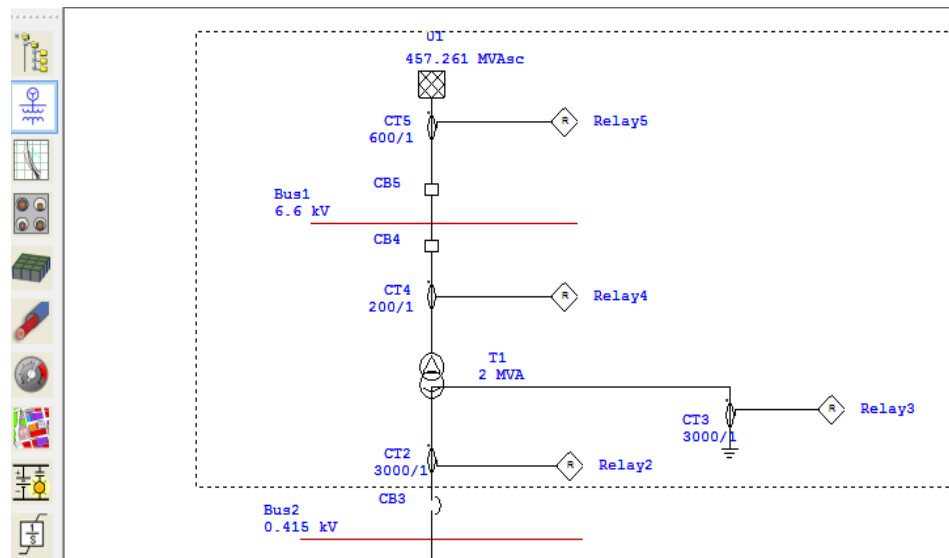 U1
457.261 MVAsc
CT5
600/1
R
Relay5
CB5
Bus1
6.6 kV
CB4
CT4
200/1
R
Relay4
T1
2 MVA
CT3
3000/1
R
Relay3
CT2
3000/1
R
Relay2
CB3
Bus2
0.415 kV
1
S